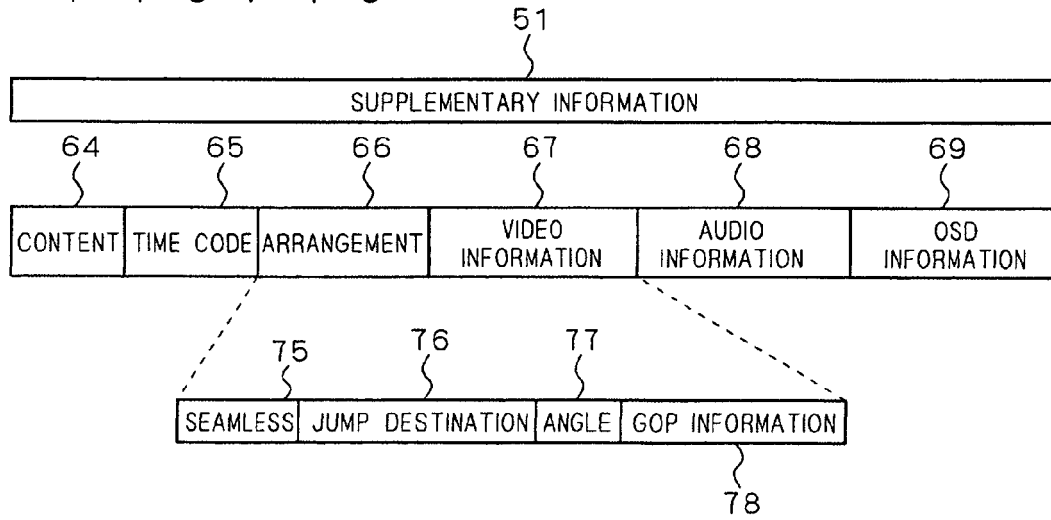 51
SUPPLEMENTARY INFORMATION
64 65 66 67 68 69
CONTENT TIME CODE ARRANGEMENT VIDEO INFORMATION AUDIO INFORMATION OSD INFORMATION
75 76 77
SEAMLESS JUMP DESTINATION ANGLE GOP INFORMATION
78